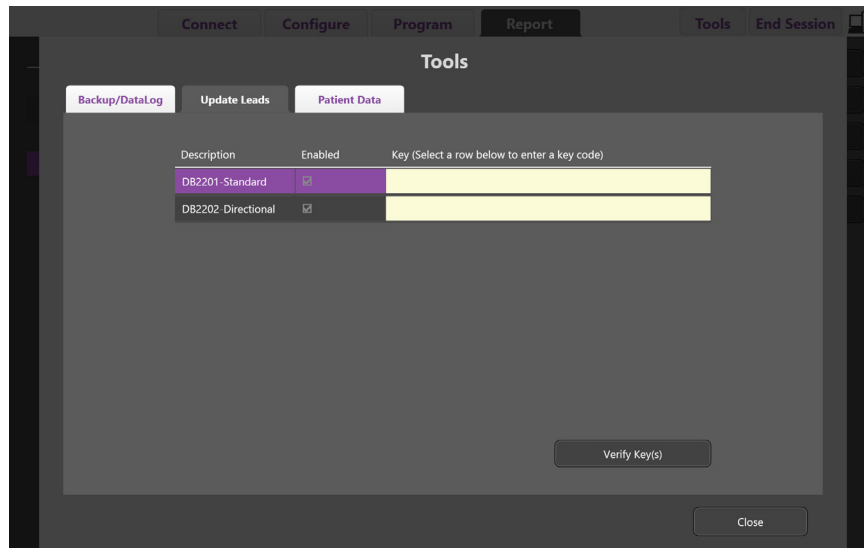 Connect Configure Program Report Tools End Session
Tools
Backup/DataLog Update Leads Patient Data
Description Enabled Key (Select a row below to enter a key code)
DB2201-Standard
DB2202-Directional
Verify Key(s)
Close